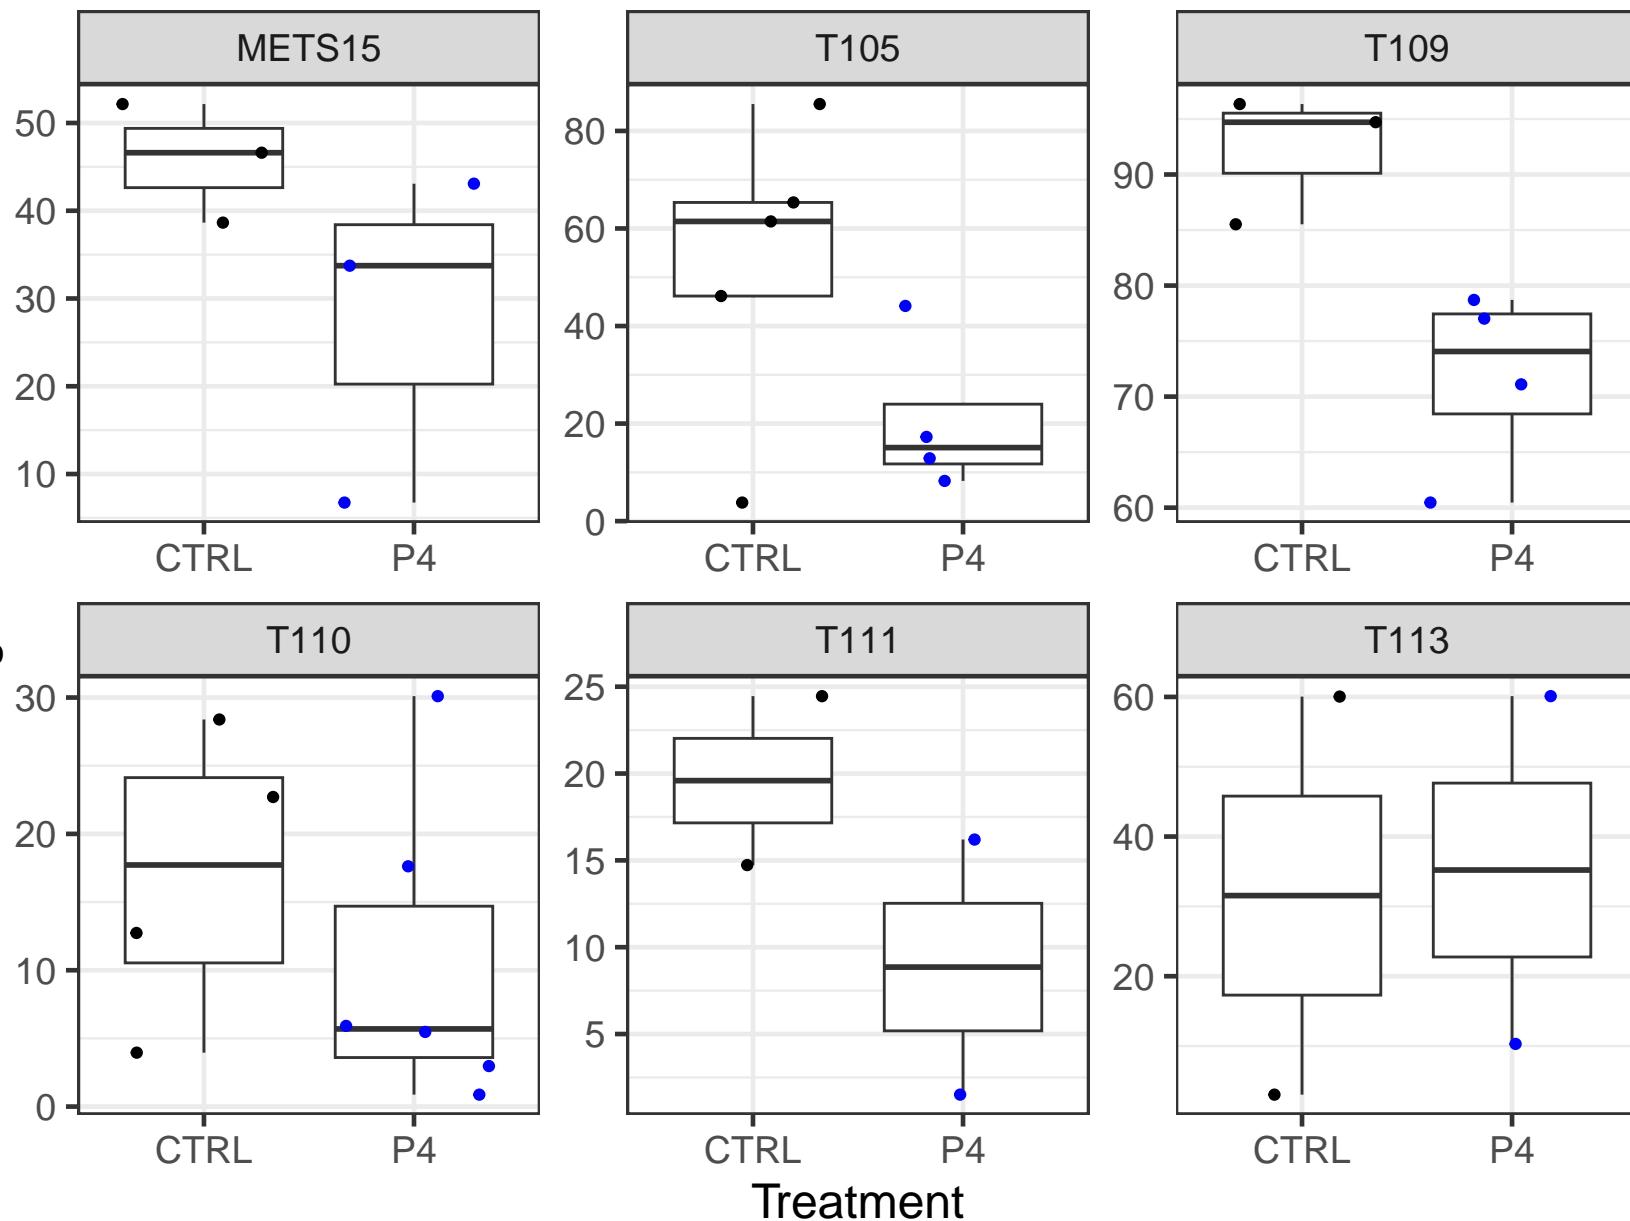 METS15 T105 T109
50 40 30 20 10
80 60 40 20 0
90 80 70 60
CTRL P4 CTRL P4 CTRL P4
T110 T111 T113
30 20 10 0
25 20 15 10 5
60 40 20
CTRL P4 CTRL P4 CTRL P4
Treatment